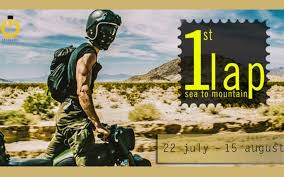 1st
lap
sea to mountain
22 july - 15 august